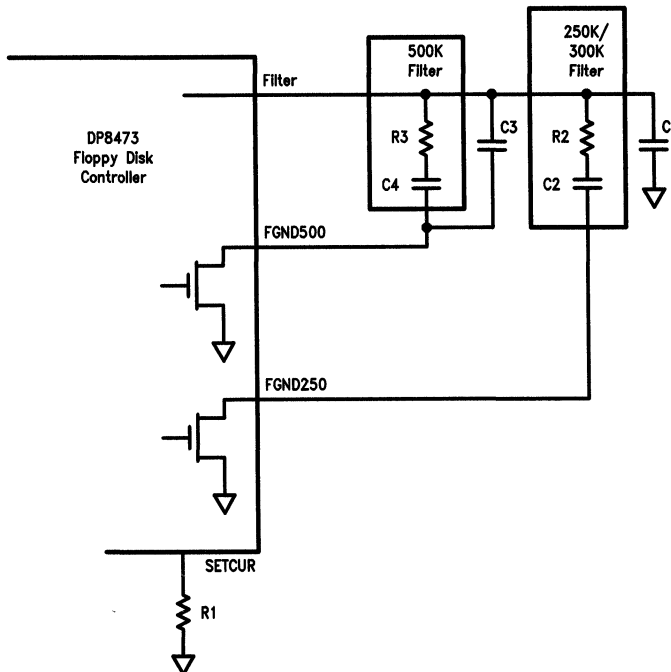 500K
Filter
250K/
300K
Filter
Filter
DP8473
Floppy Disk
Controller
R3
C3
R2
C
C4
C2
FGND500
FGND250
SETCUR
R1